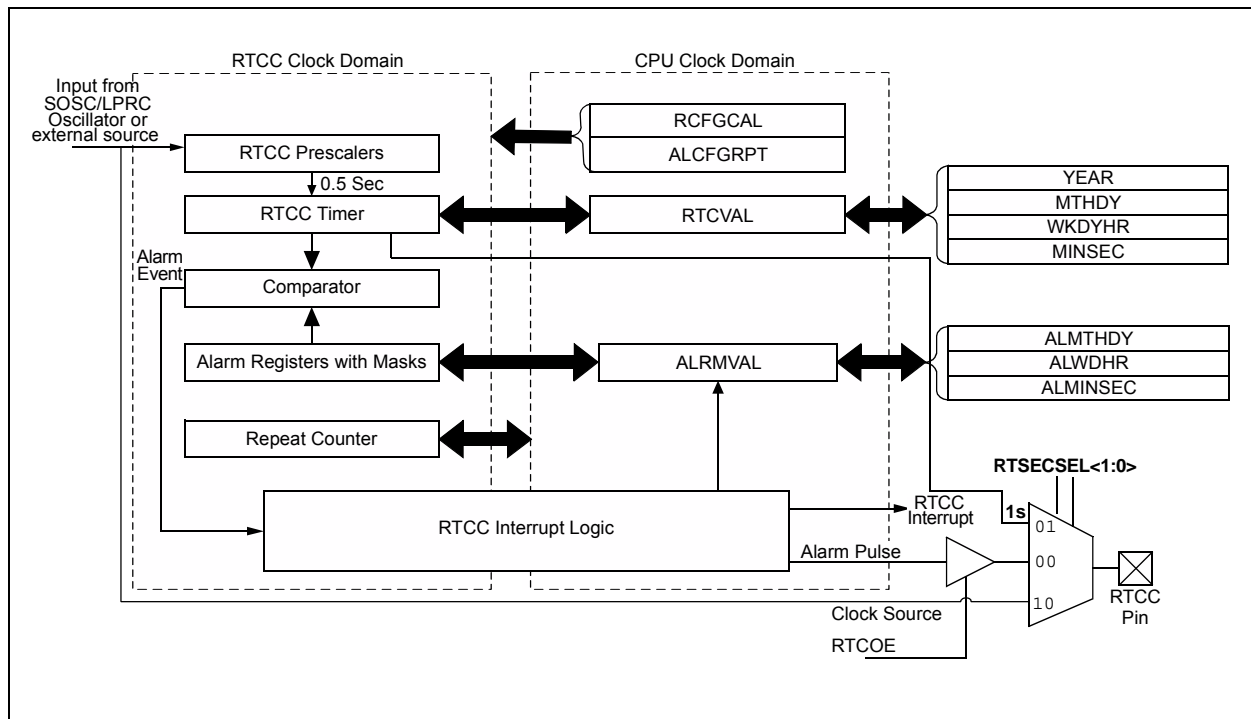 RTCC Clock Domain
CPU Clock Domain
Input from
SOSC/LPRC
Oscillator or
external source
RCFGCAL
ALCFGRPT
RTCC Prescalers
0.5 Sec
YEAR
MTHDY
WKDYHR
MINSEC
RTCC Timer
RTCVAL
Alarm
Event
Comparator
ALMTHDY
ALWDHR
ALMINSEC
Alarm Registers with Masks
ALRMVAL
Repeat Counter
RTSECSEL<1:0>
RTCC Interrupt Logic
RTCC
Interrupt
1s
01
Alarm Pulse
00
10
Clock Source
RTCC
Pin
RTCOE